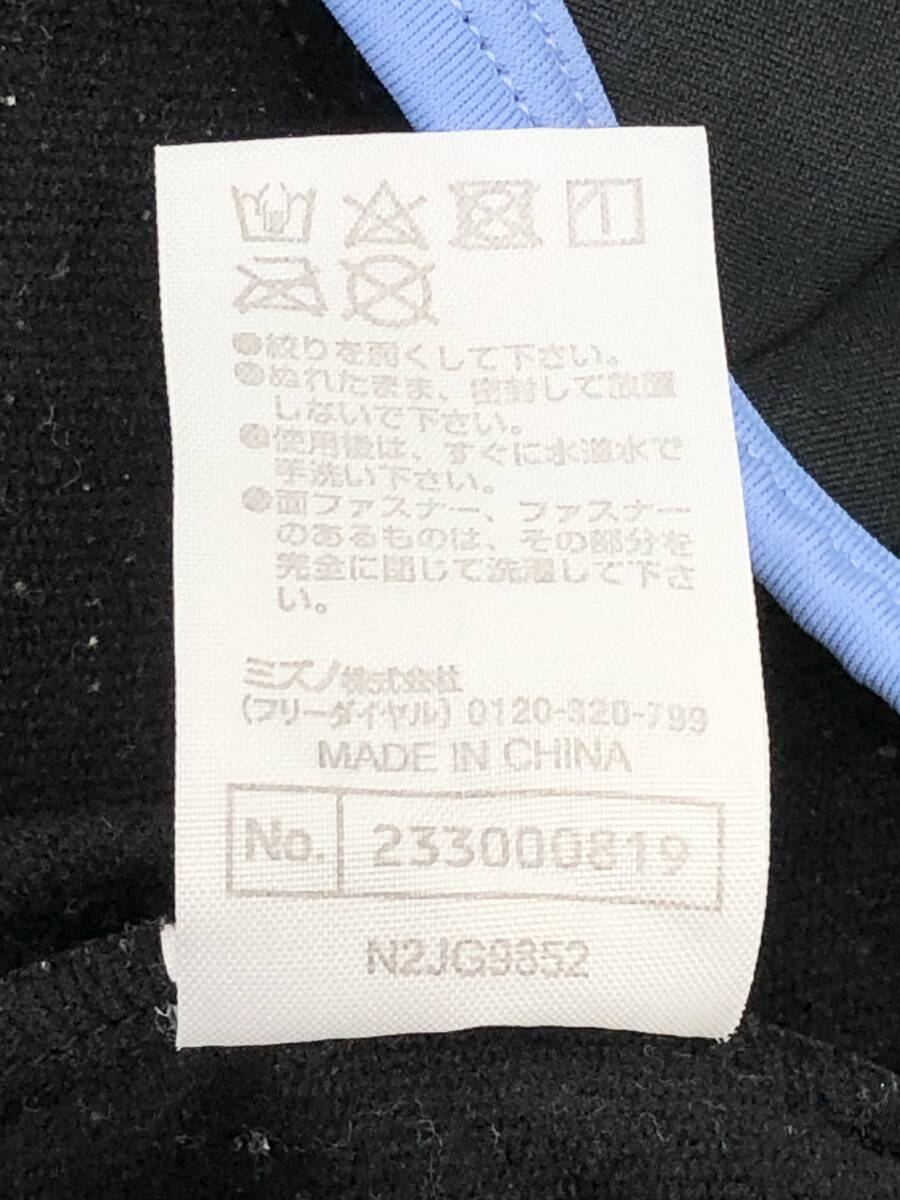 ●絞りを弱くして下さい。
●ぬれたまま、密封して放置
しないで下さい。
●使用後は、すぐに水道水で
手洗い下さい。
●面ファスナー、ファスナー
のあるものは、その部分を
完全に閉じて洗濯して下さ
い。
ミズノ株式会社
(フリーダイヤル) 0120-320-799
MADE IN CHINA
No. 233000819
N2JG9852